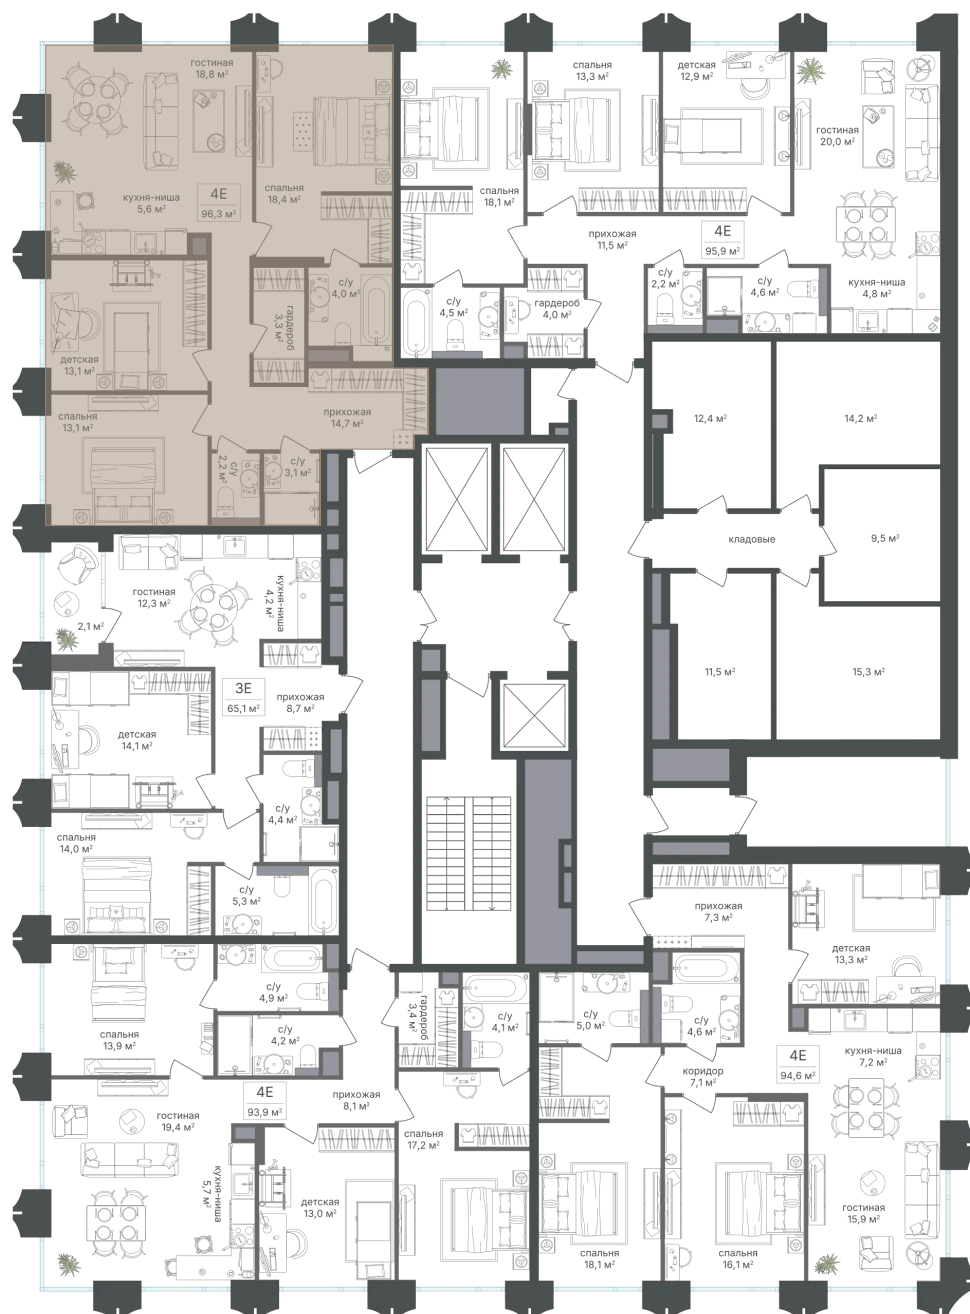 гостиная
18,8 м²
кухня-ниша
5,6 м²
4Е
96,3 м²
спальня
18,4 м²
с/у
4,0 м²
гардероб
3,3 м²
детская
13,1 м²
спальня
13,1 м²
прихожая
14,7 м²
с/у
2,2 м²
с/у
3,1 м²
спальня
13,3 м²
детская
12,9 м²
гостиная
20,0 м²
спальня
18,1 м²
прихожая
11,5 м²
4Е
95,9 м²
с/у
4,5 м²
гардероб
4,0 м²
с/у
2,2 м²
с/у
4,6 м²
кухня-ниша
4,8 м²
12,4 м²
14,2 м²
кладовые
9,5 м²
11,5 м²
15,3 м²
гостиная
12,3 м²
кухня-ниша
4,2 м²
2,1 м²
3Е
65,1 м²
прихожая
8,7 м²
детская
14,1 м²
с/у
4,4 м²
спальня
14,0 м²
с/у
5,3 м²
с/у
4,9 м²
спальня
13,9 м²
с/у
4,2 м²
гардероб
3,4 м²
с/у
4,1 м²
4Е
93,9 м²
прихожая
8,1 м²
гостиная
19,4 м²
спальня
17,2 м²
кухня-ниша
5,7 м²
детская
13,0 м²
прихожая
7,3 м²
детская
13,3 м²
с/у
5,0 м²
с/у
4,6 м²
коридор
7,1 м²
4Е
94,6 м²
кухня-ниша
7,2 м²
гостиная
15,9 м²
спальня
18,1 м²
спальня
16,1 м²